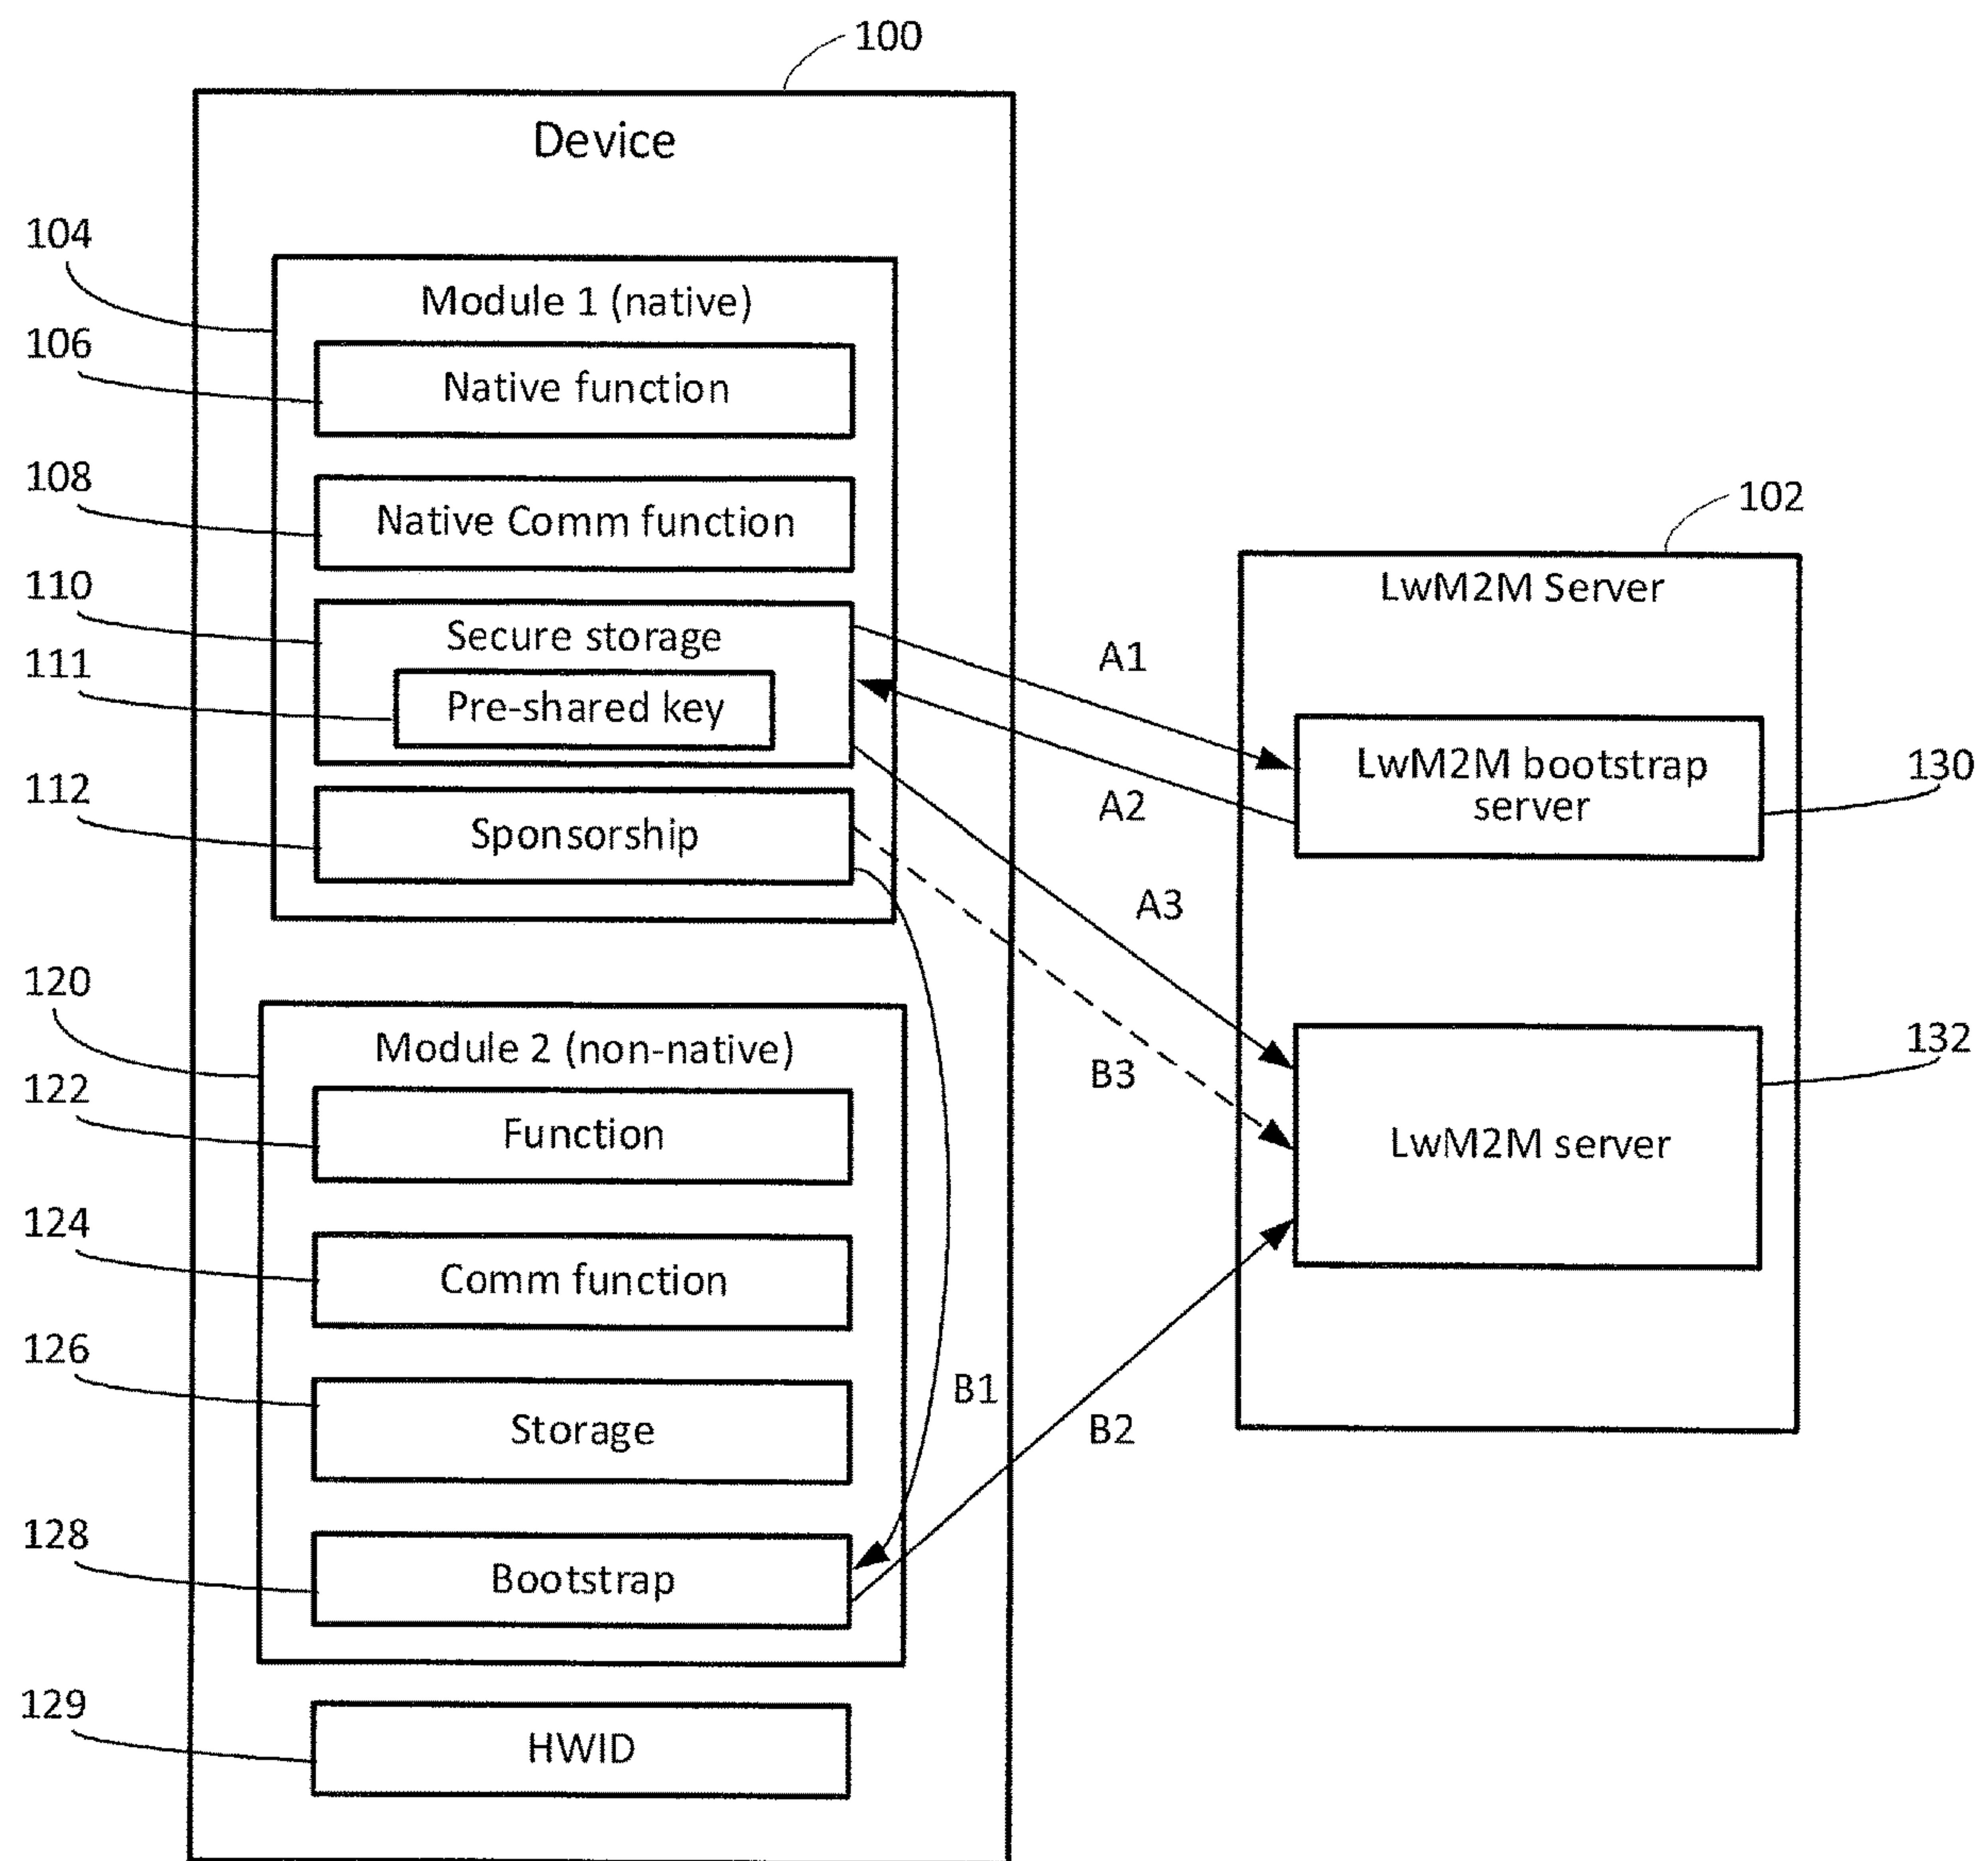 100
Device
104
Module 1 (native)
106
Native function
108
Native Comm function
110
Secure storage
111
Pre-shared key
112
Sponsorship
120
Module 2 (non-native)
122
Function
124
Comm function
126
Storage
128
Bootstrap
129
HWID
A1
A2
A3
B3
B1
B2
102
LwM2M Server
LwM2M bootstrap
server
130
132
LwM2M server